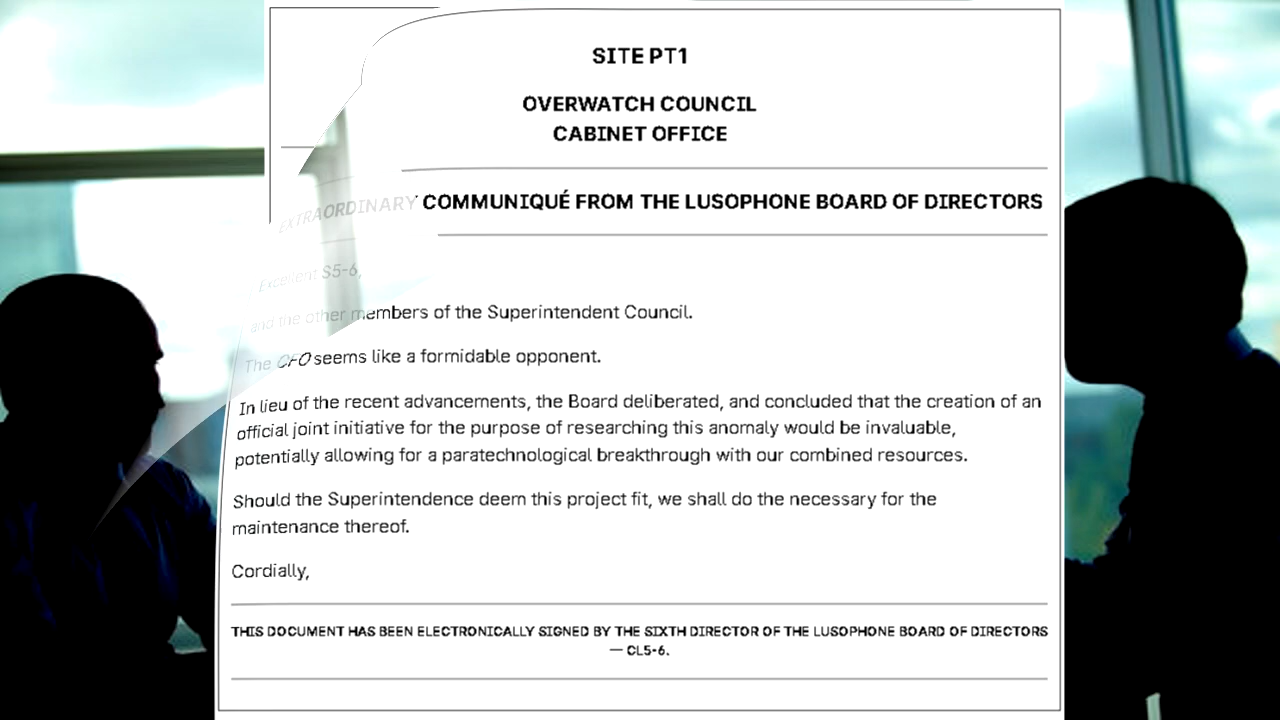 SITE PT1
OVERWATCH COUNCIL
CABINET OFFICE
EXTRAORDINARY COMMUNIQUÉ FROM THE LUSOPHONE BOARD OF DIRECTORS
Excellent S5-6,
and the other members of the Superintendent Council.
The CFO seems like a formidable opponent.
In lieu of the recent advancements, the Board deliberated, and concluded that the creation of an
official joint initiative for the purpose of researching this anomaly would be invaluable,
potentially allowing for a paratechnological breakthrough with our combined resources.
Should the Superintendence deem this project fit, we shall do the necessary for the
maintenance thereof.
Cordially,
THIS DOCUMENT HAS BEEN ELECTRONICALLY SIGNED BY THE SIXTH DIRECTOR OF THE LUSOPHONE BOARD OF DIRECTORS
— CL5-6.